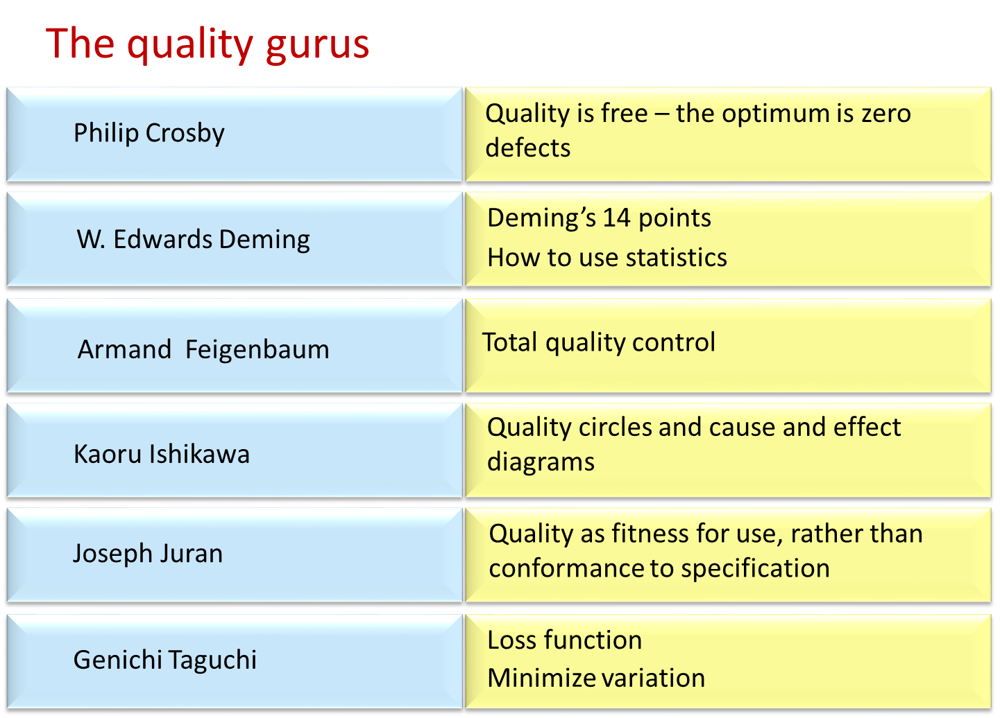 The quality gurus
Philip Crosby
Quality is free – the optimum is zero
defects
W. Edwards Deming
Deming’s 14 points
How to use statistics
Armand  Feigenbaum
Total quality control
Kaoru Ishikawa
Quality circles and cause and effect
diagrams
Joseph Juran
Quality as fitness for use, rather than
conformance to specification
Genichi Taguchi
Loss function
Minimize variation